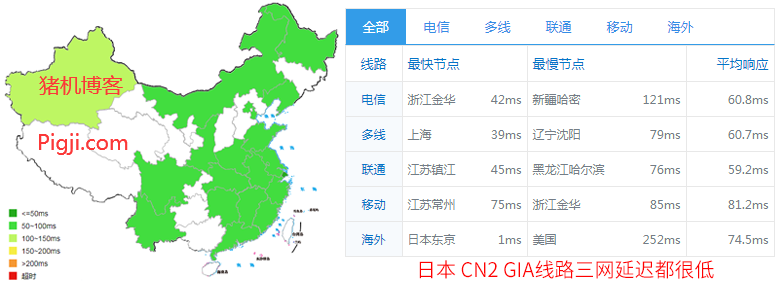 猪机博客
Pigji.com
<=50ms
50~100ms
100~150ms
150~200ms
>200ms
超时
全部 电信 多线 联通 移动 海外
线路 最快节点 最慢节点 平均响应
电信 浙江金华 42ms 新疆哈密 121ms 60.8ms
多线 上海 39ms 辽宁沈阳 79ms 60.7ms
联通 江苏镇江 45ms 黑龙江哈尔滨 76ms 59.2ms
移动 江苏常州 75ms 浙江金华 85ms 81.2ms
海外 日本东京 1ms 美国 252ms 74.5ms
日本 CN2 GIA线路三网延迟都很低